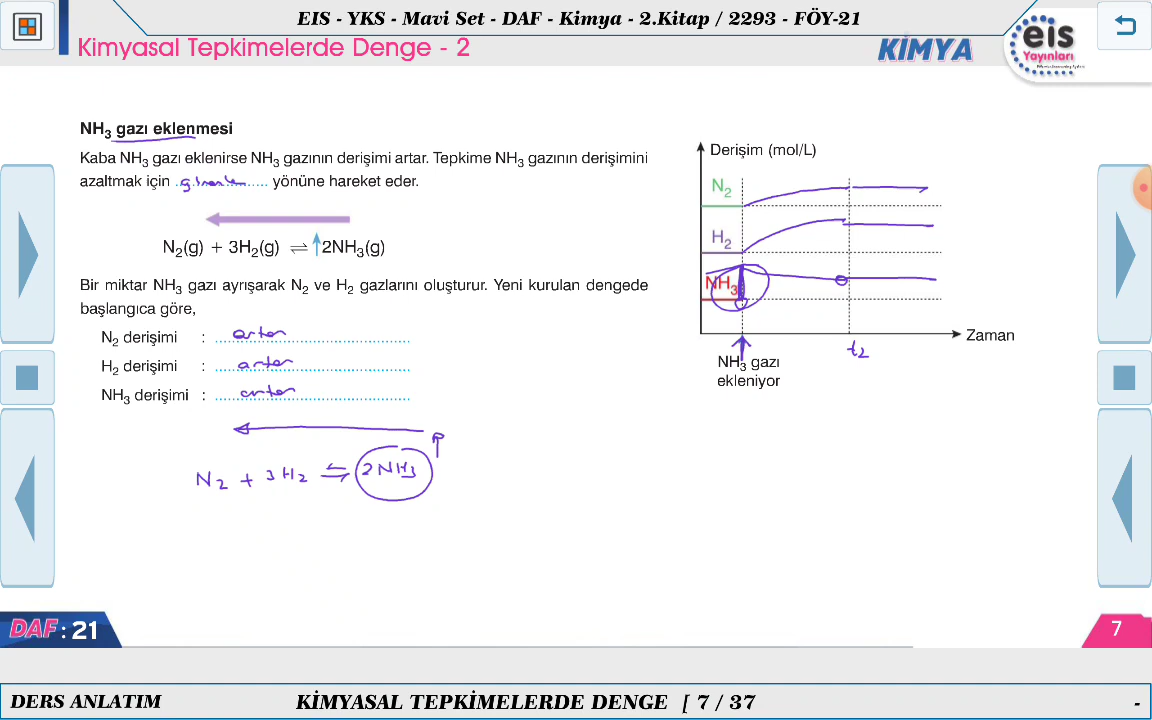 EIS - YKS - Mavi Set - DAF - Kimya - 2.Kitap / 2293 - FÖY-21
Kimyasal Tepkimelerde Denge - 2
KİMYA
eis
Yayınları
NH3 gazı eklenmesi
Kaba NH3 gazı eklenirse NH3 gazının derişimi artar. Tepkime NH3 gazının derişimini
azaltmak için girenler yönüne hareket eder.
N2(g) + 3H2(g) ⇌ ↑2NH3(g)
Bir miktar NH3 gazı ayrışarak N2 ve H2 gazlarını oluşturur. Yeni kurulan dengede
başlangıca göre,
N2 derişimi : artar
H2 derişimi : artar
NH3 derişimi : artar
N2 + 3H2 ⇌ 2NH3
Derişim (mol/L)
N2
H2
NH3
Zaman
t2
NH3 gazı
ekleniyor
DAF : 21
7
DERS ANLATIM
KİMYASAL TEPKİMELERDE DENGE [ 7 / 37
-